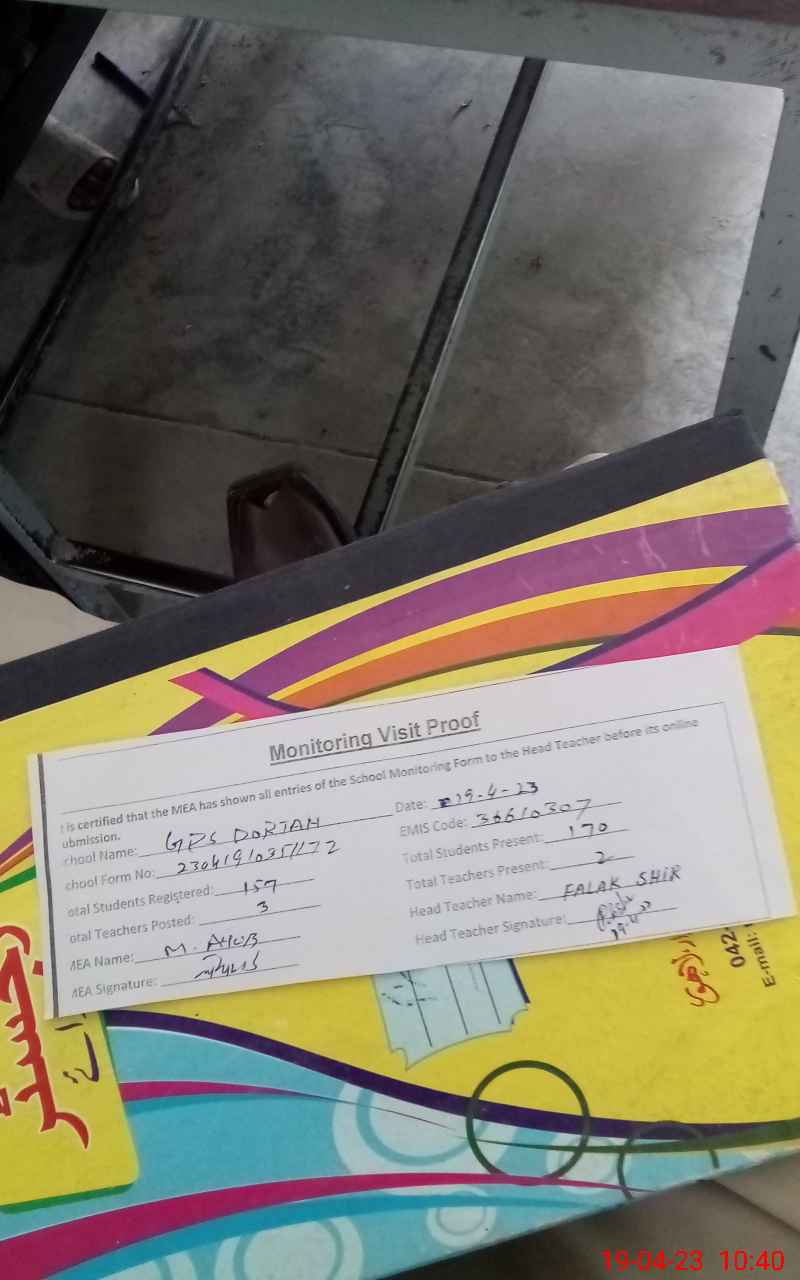 Monitoring Visit Proof
t is certified that the MEA has shown all entries of the School Monitoring Form to the Head Teacher before its online
ubmission.
Date: 19-4-23
chool Name: GPS DORTAH
EMIS Code: 36610307
chool Form No:
Total Students Present: 170
otal Students Registered: 157
Total Teachers Present: 2
otal Teachers Posted: 3
Head Teacher Name: FALAK SHIR
MEA Name: M. AYUB
Head Teacher Signature:
MEA Signature:
رجسٹر
042-
E-mail:
19-04-23 10:40